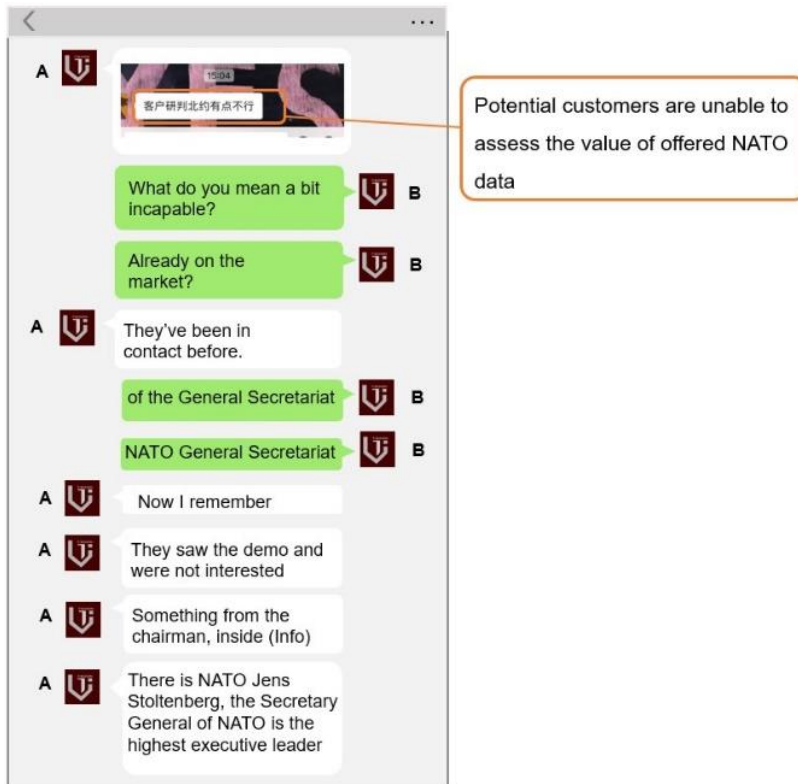 A
15:04
客户研判北约有点不行
Potential customers are unable to
assess the value of offered NATO
data
What do you mean a bit
incapable?
B
Already on the
market?
B
A
They’ve been in
contact before.
of the General Secretariat
B
NATO General Secretariat
B
A
Now I remember
A
They saw the demo and
were not interested
A
Something from the
chairman, inside (Info)
A
There is NATO Jens
Stoltenberg, the Secretary
General of NATO is the
highest executive leader